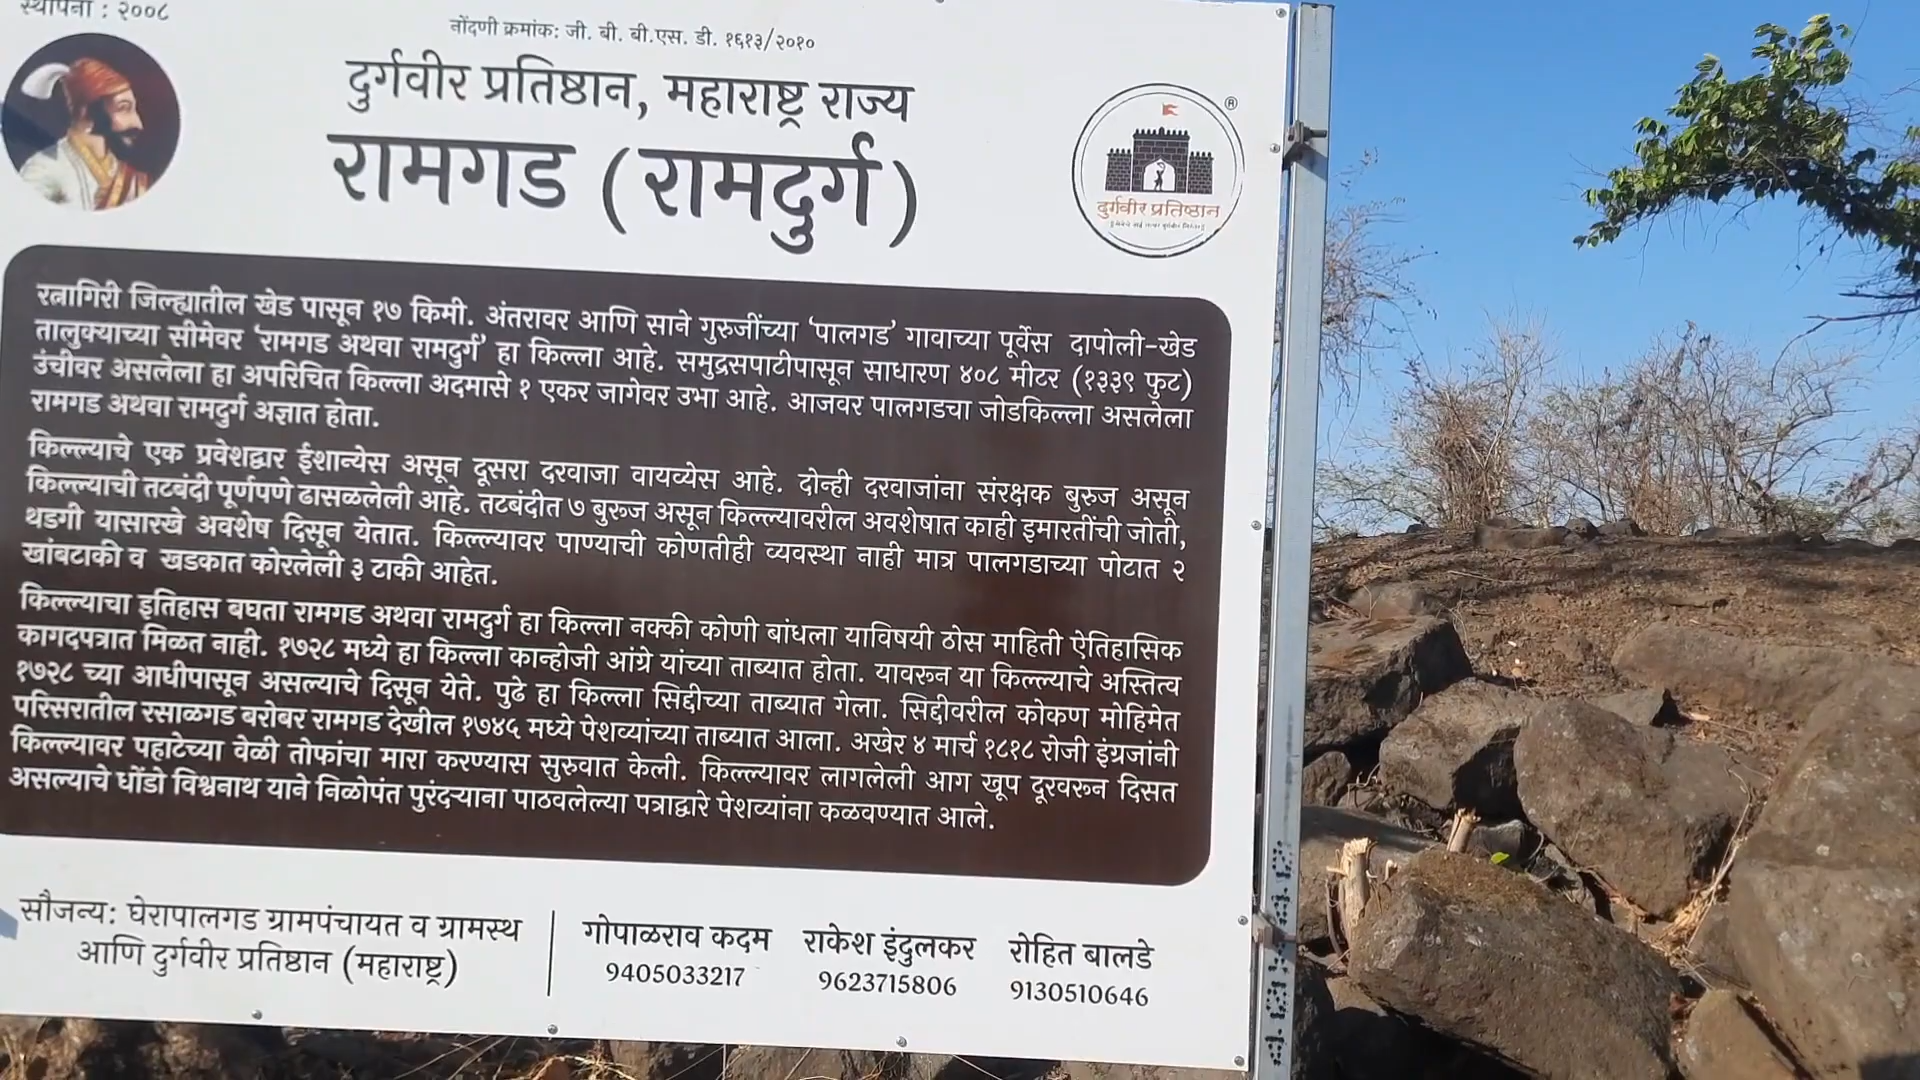 स्थापना : २००८
नोंदणी क्रमांक: जी. बी. बी.एस. डी. १६१३/२०१०
दुर्गवीर प्रतिष्ठान, महाराष्ट्र राज्य
रामगड (रामदुर्ग)
®
दुर्गवीर प्रतिष्ठान
रत्नागिरी जिल्ह्यातील खेड पासून १७ किमी. अंतरावर आणि साने गुरुजींच्या 'पालगड' गावाच्या पूर्वेस दापोली-खेड
तालुक्याच्या सीमेवर 'रामगड अथवा रामदुर्ग' हा किल्ला आहे. समुद्रसपाटीपासून साधारण ४०८ मीटर (१३३९ फुट)
उंचीवर असलेला हा अपरिचित किल्ला अदमासे १ एकर जागेवर उभा आहे. आजवर पालगडचा जोडकिल्ला असलेला
रामगड अथवा रामदुर्ग अज्ञात होता.
किल्ल्याचे एक प्रवेशद्वार ईशान्येस असून दूसरा दरवाजा वायव्येस आहे. दोन्ही दरवाजांना संरक्षक बुरुज असून
किल्ल्याची तटबंदी पूर्णपणे ढासळलेली आहे. तटबंदीत ७ बुरूज असून किल्ल्यावरील अवशेषात काही इमारतींची जोती,
थडगी यासारखे अवशेष दिसून येतात. किल्ल्यावर पाण्याची कोणतीही व्यवस्था नाही मात्र पालगडाच्या पोटात २
खांबटाकी व खडकात कोरलेली ३ टाकी आहेत.
किल्ल्याचा इतिहास बघता रामगड अथवा रामदुर्ग हा किल्ला नक्की कोणी बांधला याविषयी ठोस माहिती ऐतिहासिक
कागदपत्रात मिळत नाही. १७२८ मध्ये हा किल्ला कान्होजी आंग्रे यांच्या ताब्यात होता. यावरून या किल्ल्याचे अस्तित्व
१७२८ च्या आधीपासून असल्याचे दिसून येते. पुढे हा किल्ला सिद्दीच्या ताब्यात गेला. सिद्दीवरील कोकण मोहिमेत
परिसरातील रसाळगड बरोबर रामगड देखील १७४५ मध्ये पेशव्यांच्या ताब्यात आला. अखेर ४ मार्च १८१८ रोजी इंग्रजांनी
किल्ल्यावर पहाटेच्या वेळी तोफांचा मारा करण्यास सुरुवात केली. किल्ल्यावर लागलेली आग खूप दूरवरून दिसत
असल्याचे धोंडो विश्वनाथ याने निळोपंत पुरंदऱ्याना पाठवलेल्या पत्राद्वारे पेशव्यांना कळवण्यात आले.
सौजन्य: घेरापालगड ग्रामपंचायत व ग्रामस्थ
आणि दुर्गवीर प्रतिष्ठान (महाराष्ट्र)
गोपाळराव कदम राकेश इंदुलकर रोहित बालडे
9405033217 9623715806 9130510646